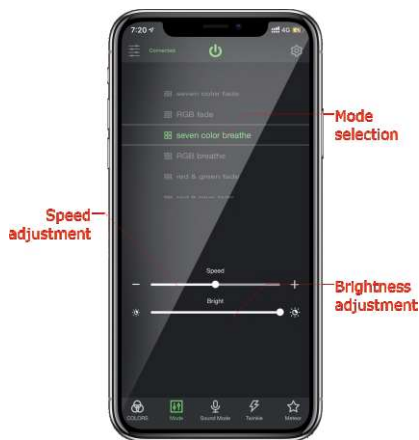 7:20
4G
Connected
seven color fade
RGB fade
Mode
selection
seven color breathe
RGB breathe
red & green fade
Speed
adjustment
Speed
Brightness
adjustment
Bright
COLORS
Mode
Sound Mode
Twinkle
Meteor